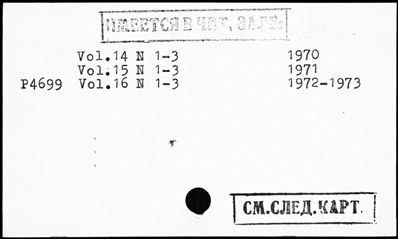 ИМЕЕТСЯ В ЧИТ. ЗАЛЕ.
Vol.14 N 1-3 1970
Vol.15 N 1-3 1971
P4699 Vol.16 N 1-3 1972-1973
СМ.СЛЕД.КАРТ.